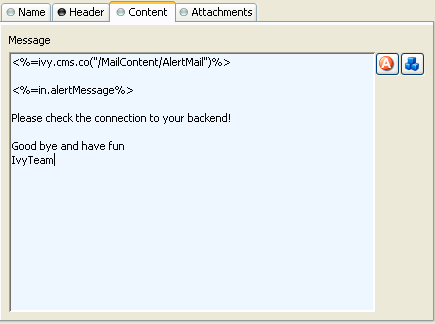 Name Header Content Attachments
Message
<%=ivy.cms.co("/MailContent/AlertMail")%>
<%=in.alertMessage%>
Please check the connection to your backend!
Good bye and have fun
IvyTeam
A